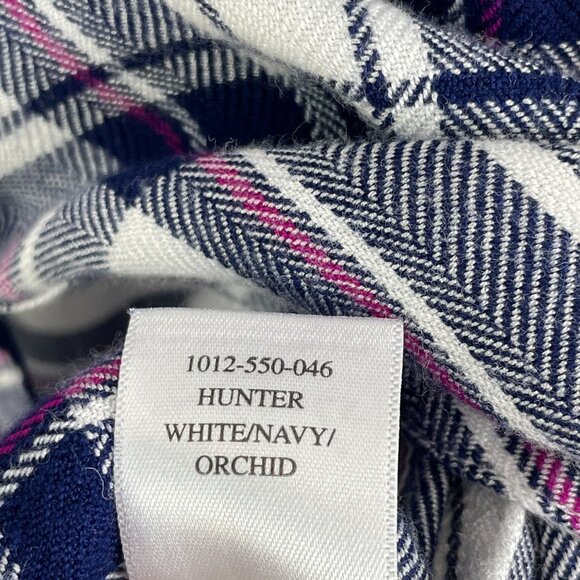 1012-550-046
HUNTER
WHITE/NAVY/
ORCHID